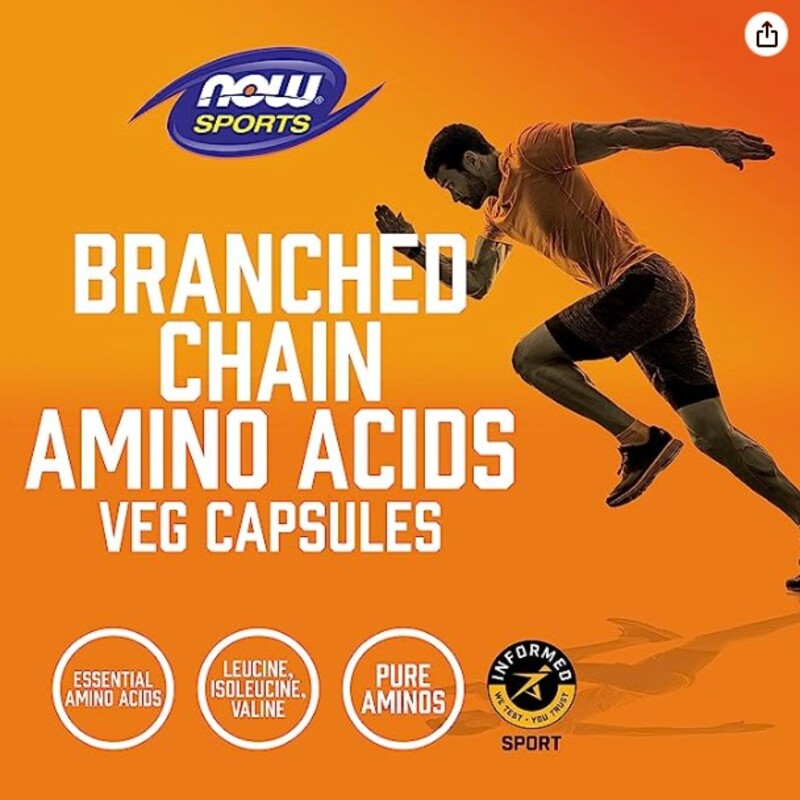 NOW®
SPORTS
BRANCHED
CHAIN
AMINO ACIDS
VEG CAPSULES
ESSENTIAL
AMINO ACIDS
LEUCINE,
ISOLEUCINE,
VALINE
PURE
AMINOS
INFORMED
WE TEST · YOU TRUST
SPORT